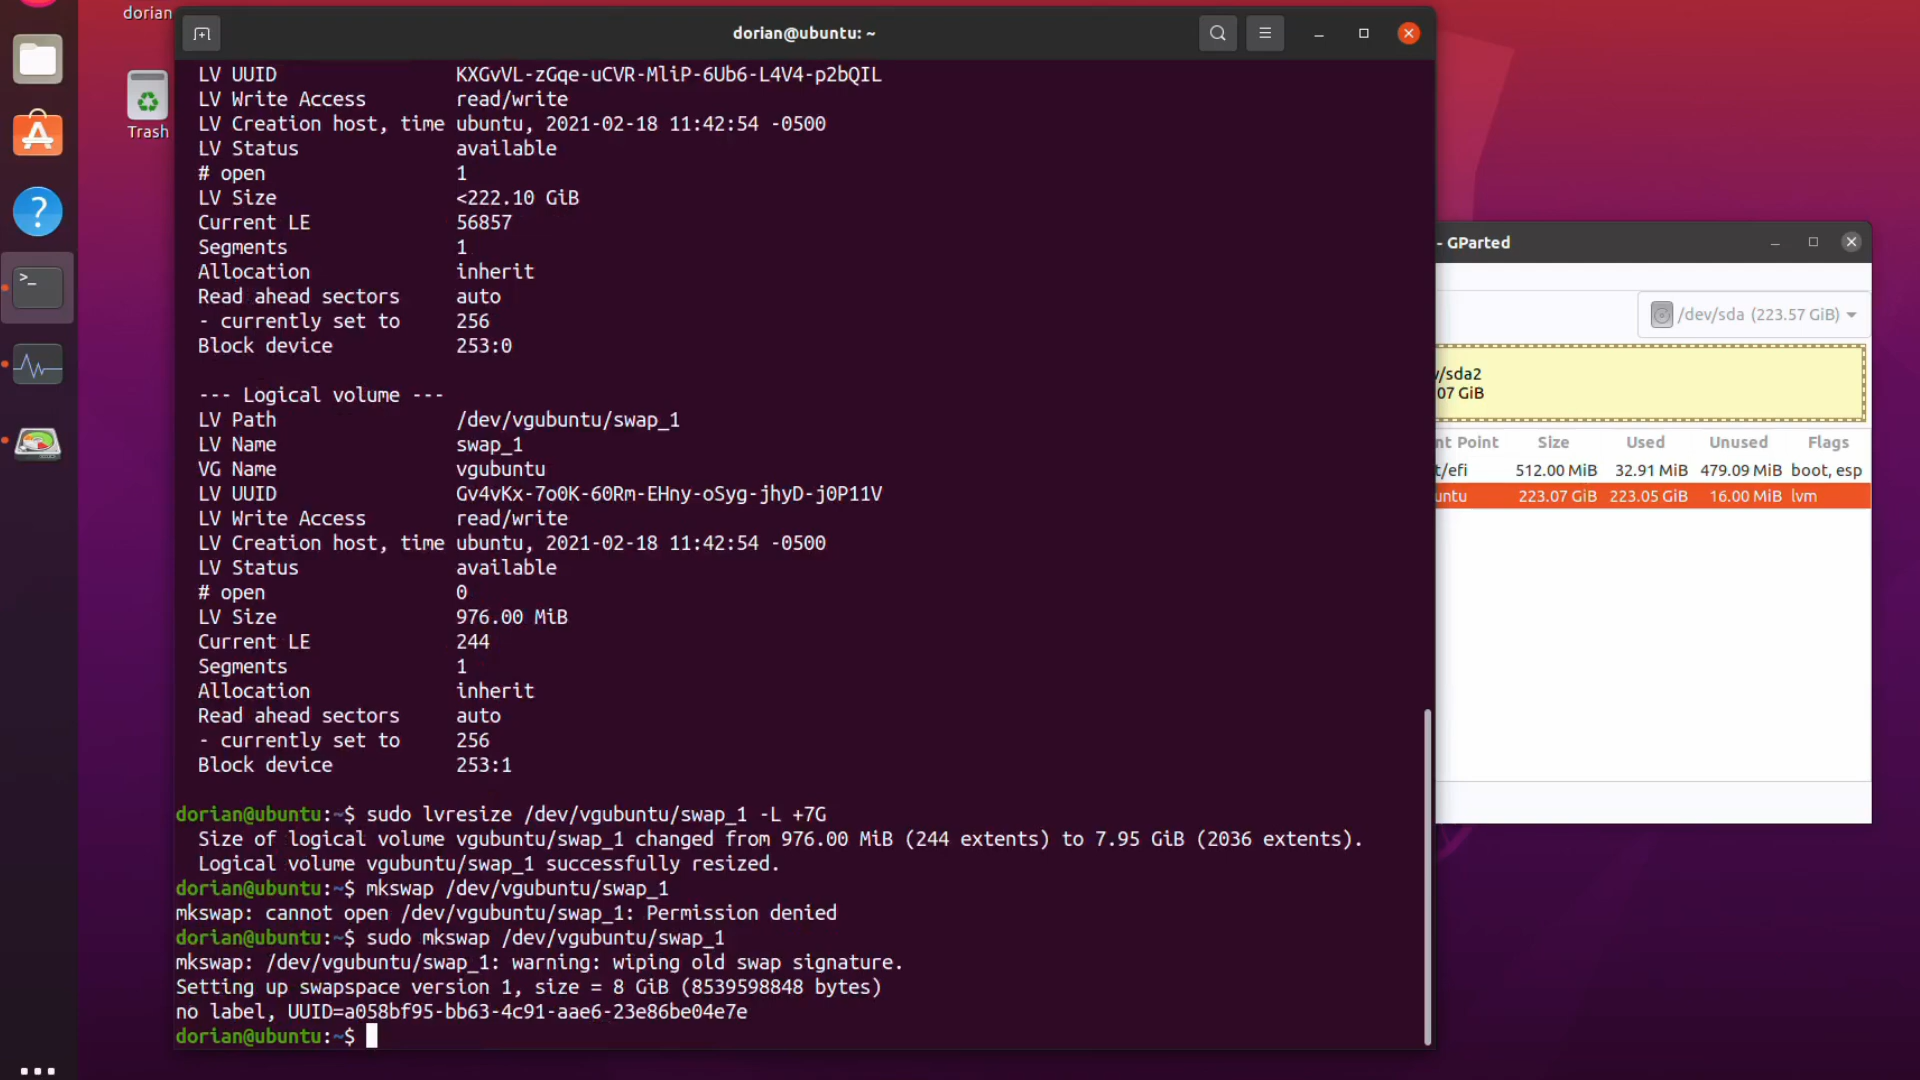 dorian
Trash
dorian@ubuntu: ~
LV UUID KXGvVL-zGqe-uCVR-MliP-6Ub6-L4V4-p2bQIL
LV Write Access read/write
LV Creation host, time ubuntu, 2021-02-18 11:42:54 -0500
LV Status available
# open 1
LV Size <222.10 GiB
Current LE 56857
Segments 1
Allocation inherit
Read ahead sectors auto
- currently set to 256
Block device 253:0
--- Logical volume ---
LV Path /dev/vgubuntu/swap_1
LV Name swap_1
VG Name vgubuntu
LV UUID Gv4vKx-7o0K-60Rm-EHny-oSyg-jhyD-j0P11V
LV Write Access read/write
LV Creation host, time ubuntu, 2021-02-18 11:42:54 -0500
LV Status available
# open 0
LV Size 976.00 MiB
Current LE 244
Segments 1
Allocation inherit
Read ahead sectors auto
- currently set to 256
Block device 253:1
dorian@ubuntu:~$ sudo lvresize /dev/vgubuntu/swap_1 -L +7G
Size of logical volume vgubuntu/swap_1 changed from 976.00 MiB (244 extents) to 7.95 GiB (2036 extents).
Logical volume vgubuntu/swap_1 successfully resized.
dorian@ubuntu:~$ mkswap /dev/vgubuntu/swap_1
mkswap: cannot open /dev/vgubuntu/swap_1: Permission denied
dorian@ubuntu:~$ sudo mkswap /dev/vgubuntu/swap_1
mkswap: /dev/vgubuntu/swap_1: warning: wiping old swap signature.
Setting up swapspace version 1, size = 8 GiB (8539598848 bytes)
no label, UUID=a058bf95-bb63-4c91-aae6-23e86be04e7e
dorian@ubuntu:~$
- GParted
/dev/sda (223.57 GiB)
v/sda2
07 GiB
nt Point Size Used Unused Flags
t/efi 512.00 MiB 32.91 MiB 479.09 MiB boot, esp
untu 223.07 GiB 223.05 GiB 16.00 MiB lvm